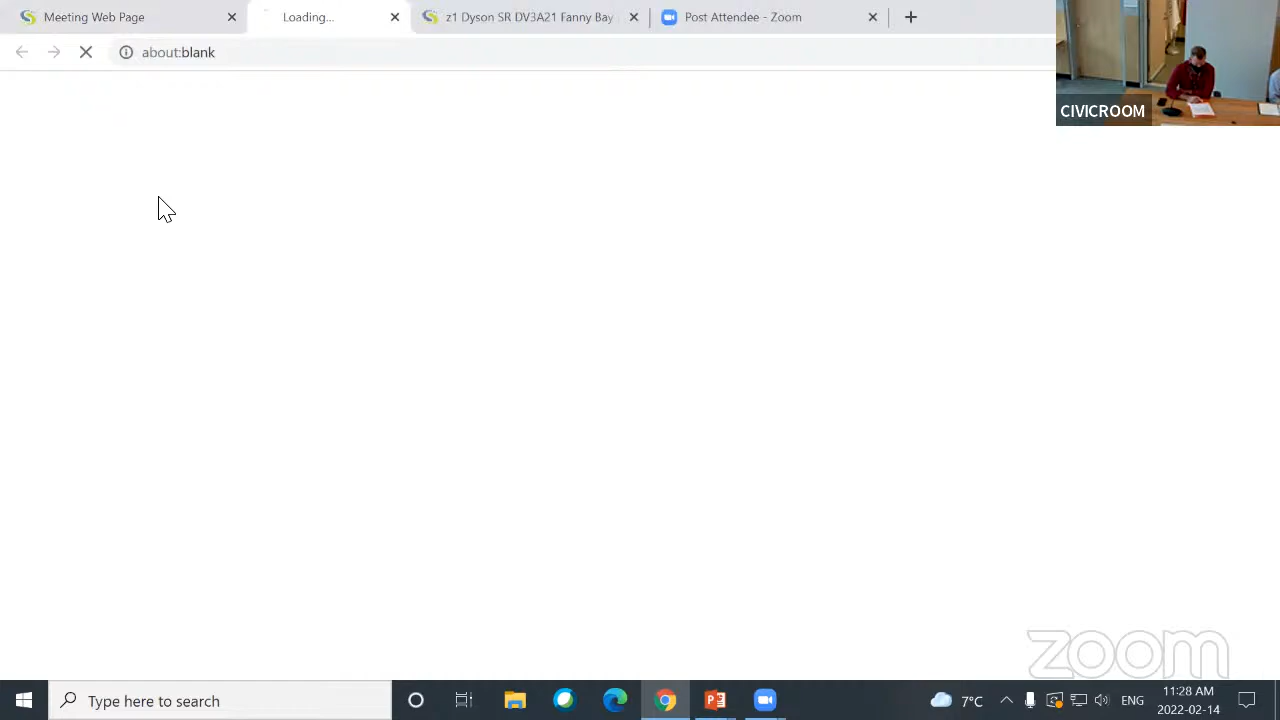 Meeting Web Page
Loading...
z1 Dyson SR DV3A21 Fanny Bay
Post Attendee - Zoom
about:blank
CIVICROOM
zoom
Type here to search
7°C
ENG
11:28 AM
2022-02-14